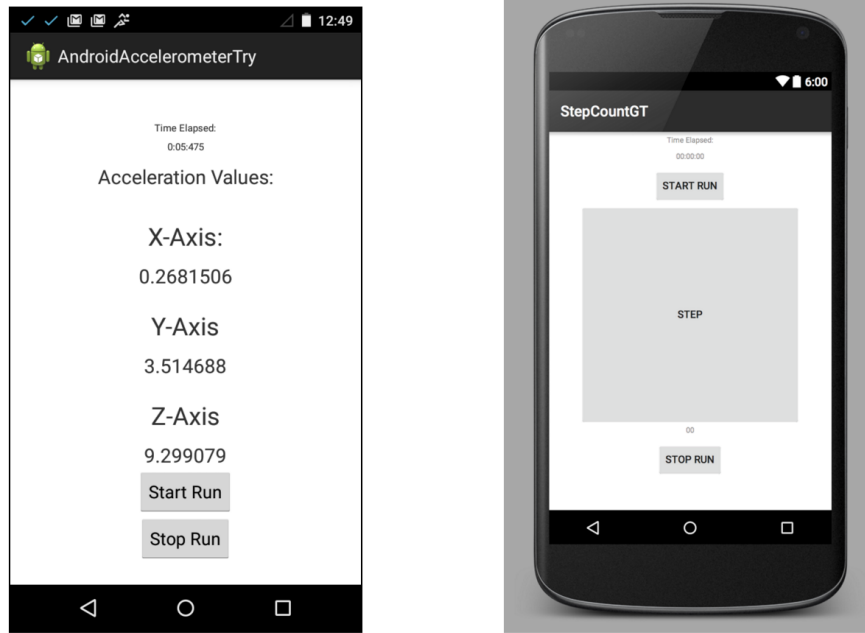 12:49
AndroidAccelerometerTry
Time Elapsed:
0:05:475
Acceleration Values:
X-Axis:
0.2681506
Y-Axis
3.514688
Z-Axis
9.299079
Start Run
Stop Run
6:00
StepCountGT
Time Elapsed:
00:00:00
START RUN
STEP
00
STOP RUN